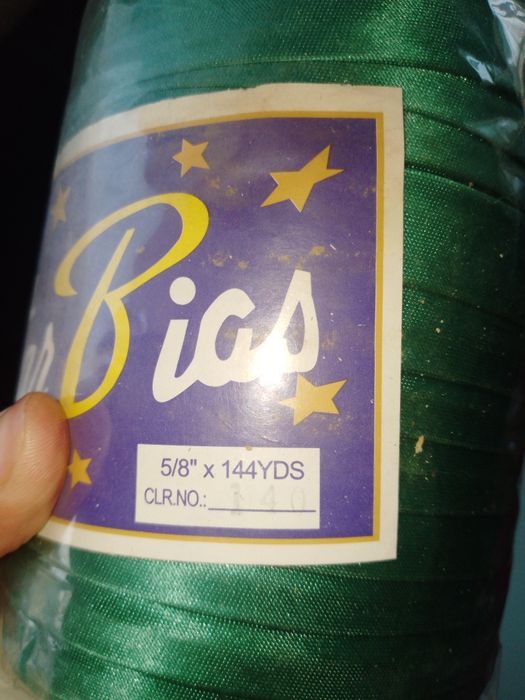 Bias
5/8" x 144YDS
CLR.NO.: 140